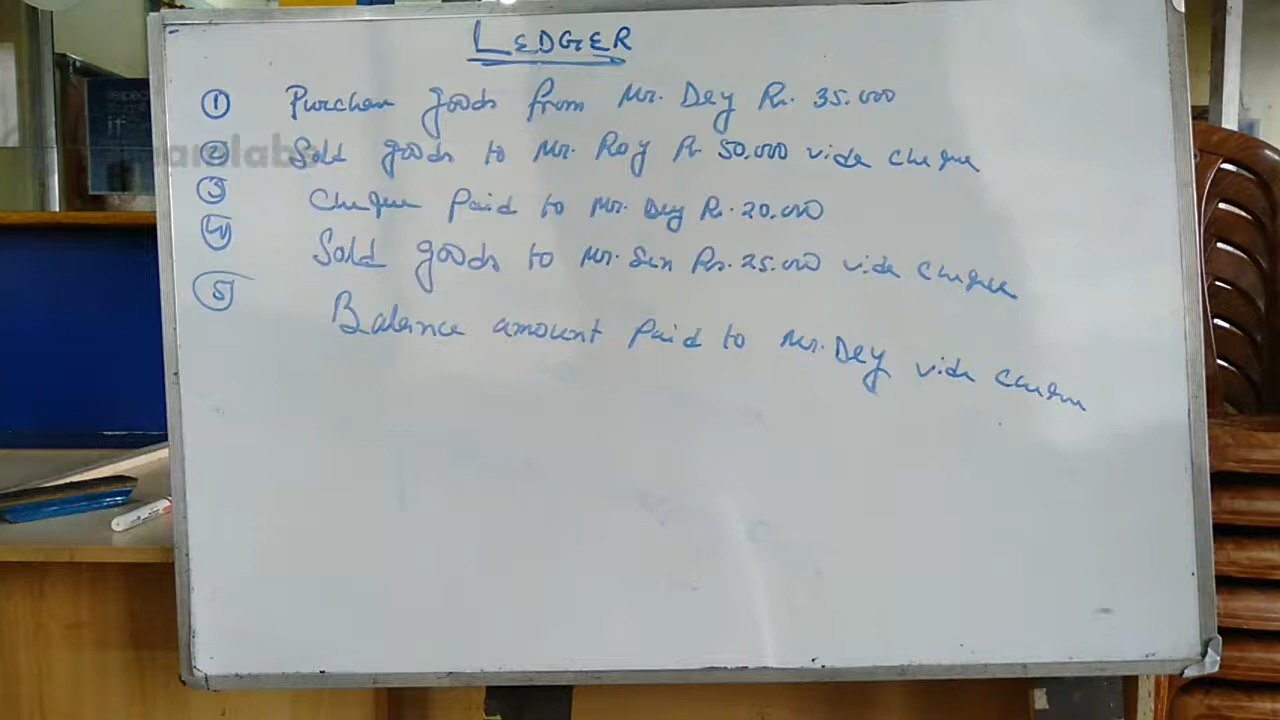 LEDGER
① Purchase goods from Mr. Dey Rs. 35.000
② Sold goods to Mr. Roy Rs. 50.000 vide cheque
③ Cheque Paid to Mr. Dey Rs. 20.000
④ Sold goods to Mr. Sen Rs. 25.000 vide cheque
⑤ Balance amount Paid to Mr. Dey vide cheque